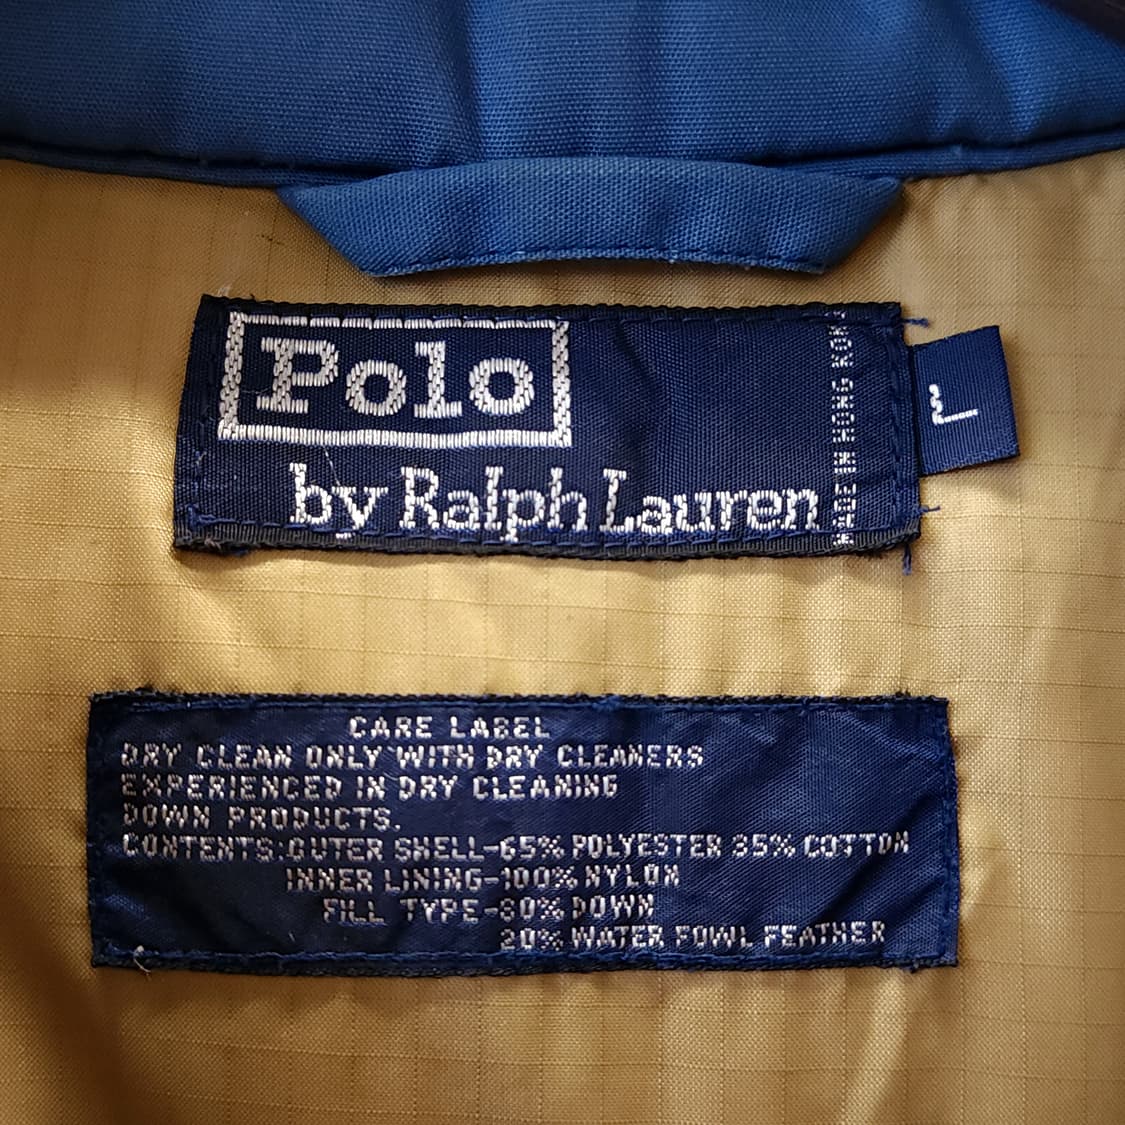 Polo
by Ralph Lauren
MADE IN HONG KONG
L
CARE LABEL
DRY CLEAN ONLY WITH DRY CLEANERS
EXPERIENCED IN DRY CLEANING
DOWN PRODUCTS.
CONTENTS:OUTER SHELL-65% POLYESTER 35% COTTON
INNER LINING-100% NYLON
FILL TYPE-80% DOWN
20% WATER FOWL FEATHER